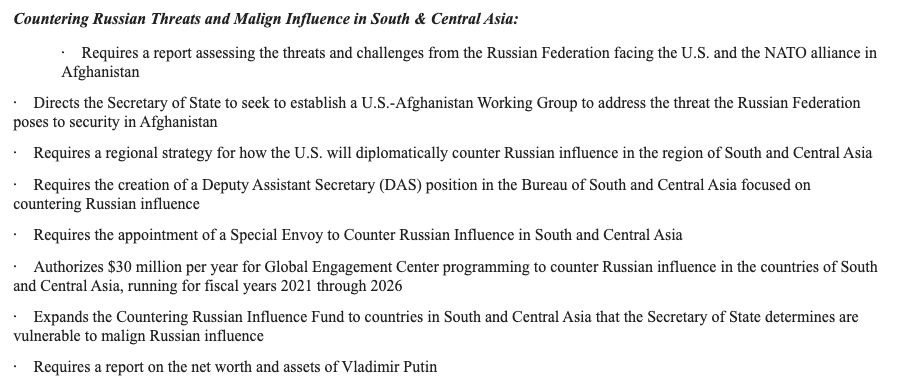 Countering Russian Threats and Malign Influence in South & Central Asia:
· Requires a report assessing the threats and challenges from the Russian Federation facing the U.S. and the NATO alliance in
Afghanistan
· Directs the Secretary of State to seek to establish a U.S.-Afghanistan Working Group to address the threat the Russian Federation
poses to security in Afghanistan
· Requires a regional strategy for how the U.S. will diplomatically counter Russian influence in the region of South and Central Asia
· Requires the creation of a Deputy Assistant Secretary (DAS) position in the Bureau of South and Central Asia focused on
countering Russian influence
· Requires the appointment of a Special Envoy to Counter Russian Influence in South and Central Asia
· Authorizes $30 million per year for Global Engagement Center programming to counter Russian influence in the countries of South
and Central Asia, running for fiscal years 2021 through 2026
· Expands the Countering Russian Influence Fund to countries in South and Central Asia that the Secretary of State determines are
vulnerable to malign Russian influence
· Requires a report on the net worth and assets of Vladimir Putin